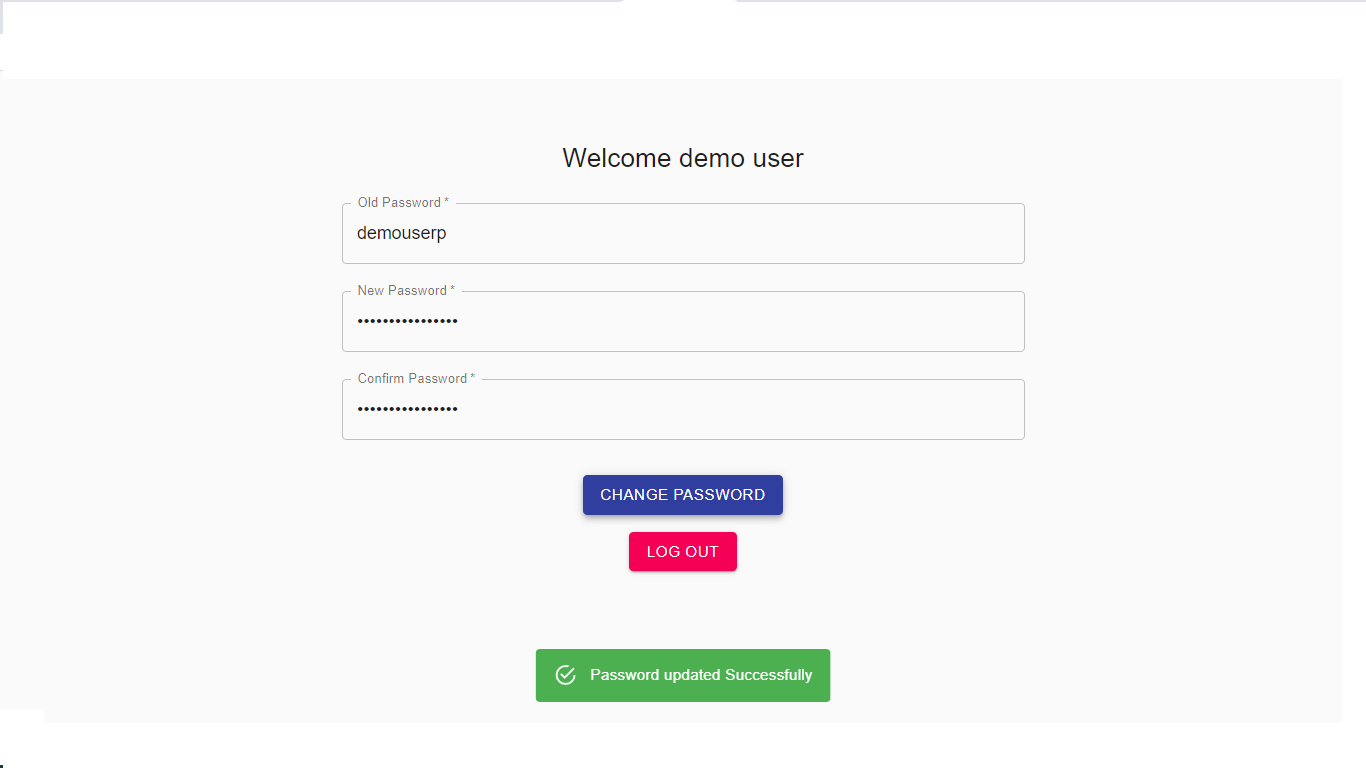 Welcome demo user
Old Password *
demouserp
New Password *
••••••••••••••••
Confirm Password *
••••••••••••••••
CHANGE PASSWORD
LOG OUT
Password updated Successfully